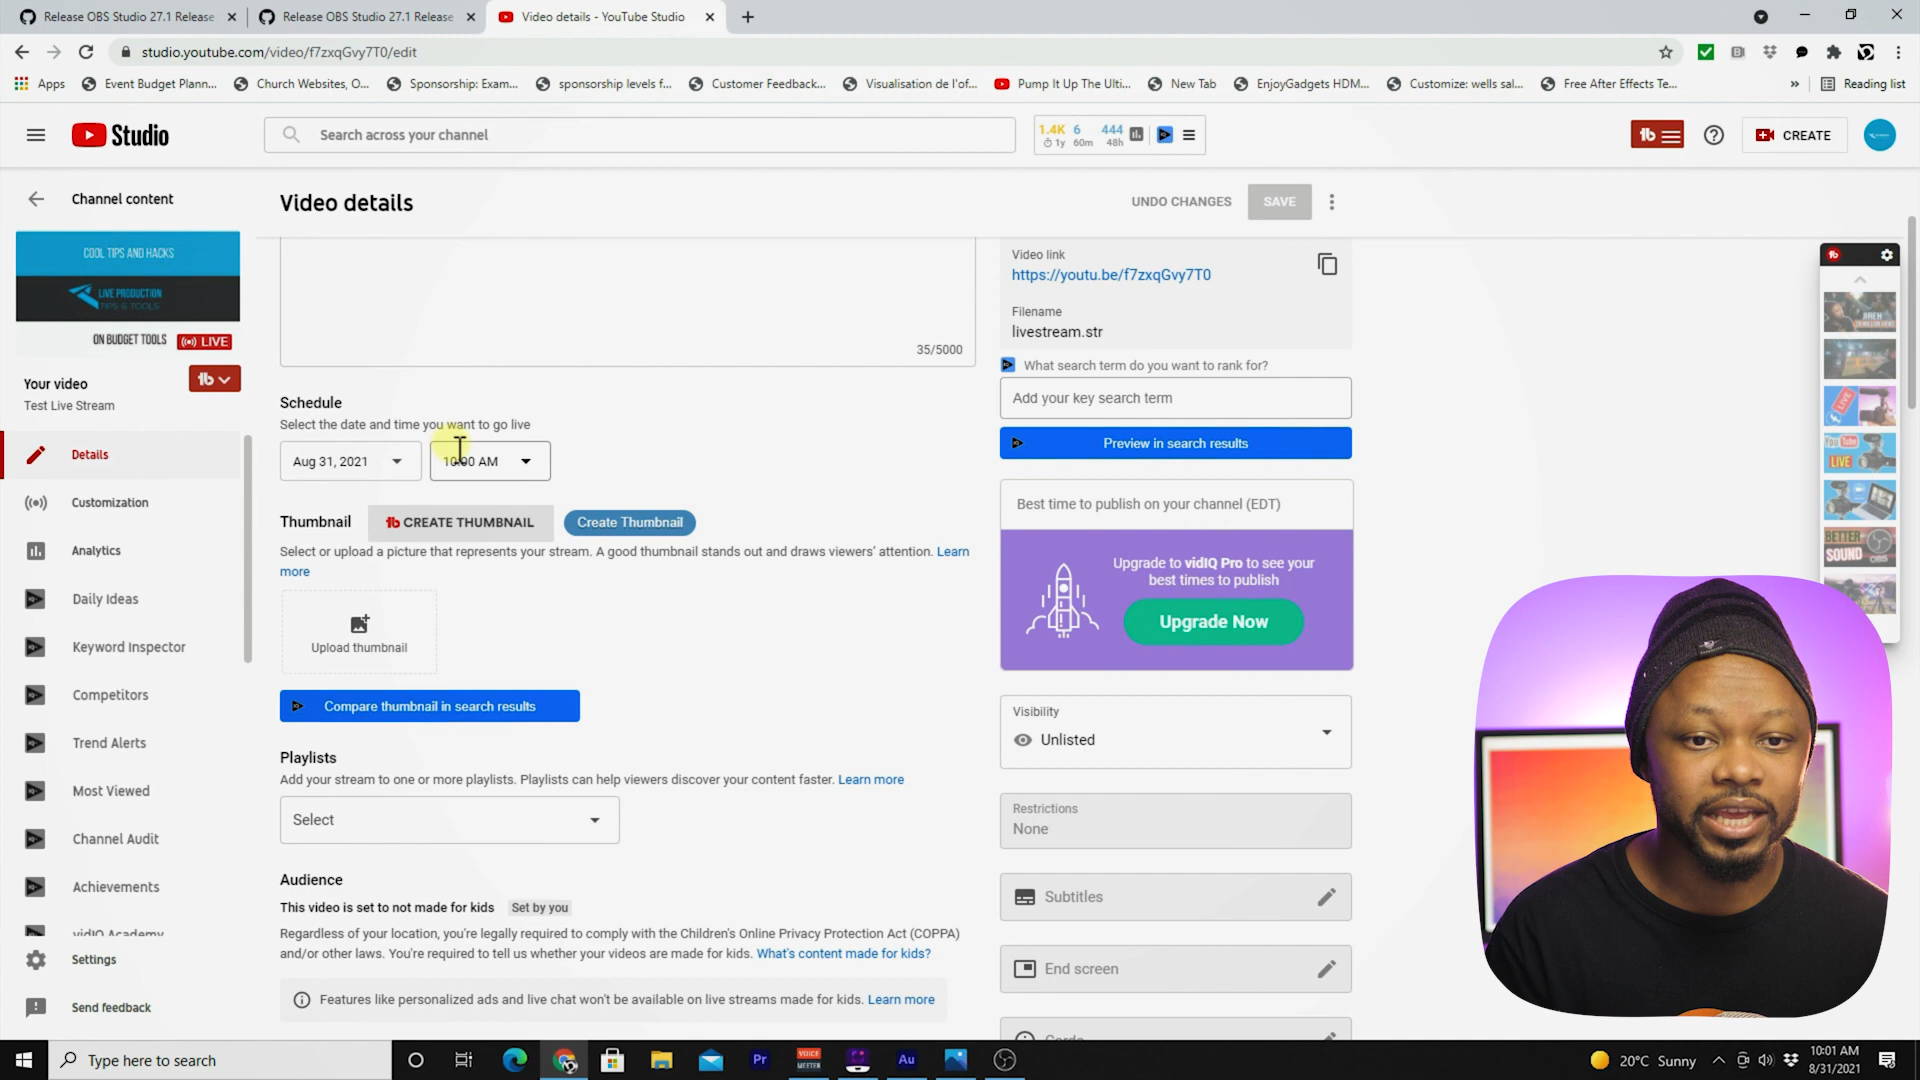 Release OBS Studio 27.1 Release
Release OBS Studio 27.1 Release
Video details - YouTube Studio
studio.youtube.com/video/f7zxqGvy7T0/edit
Apps
Event Budget Plann...
Church Websites, O...
Sponsorship: Exam...
sponsorship levels f...
Customer Feedback...
Visualisation de l'of...
Pump It Up The Ulti...
New Tab
EnjoyGadgets HDM...
Customize: wells sal...
Free After Effects Te...
Reading list
Studio
Search across your channel
1.4K 6 444
1y 60m 48h
CREATE
Channel content
Video details
UNDO CHANGES
SAVE
COOL TIPS AND HACKS
LIVE PRODUCTION
TIPS & TOOLS
ON BUDGET TOOLS
LIVE
Your video
Test Live Stream
Details
Customization
Analytics
Daily Ideas
Keyword Inspector
Competitors
Trend Alerts
Most Viewed
Channel Audit
Achievements
vidIQ Academy
Settings
Send feedback
35/5000
Schedule
Select the date and time you want to go live
Aug 31, 2021
10:00 AM
Thumbnail
CREATE THUMBNAIL
Create Thumbnail
Select or upload a picture that represents your stream. A good thumbnail stands out and draws viewers' attention. Learn
more
Upload thumbnail
Compare thumbnail in search results
Playlists
Add your stream to one or more playlists. Playlists can help viewers discover your content faster. Learn more
Select
Audience
This video is set to not made for kids
Set by you
Regardless of your location, you're legally required to comply with the Children's Online Privacy Protection Act (COPPA)
and/or other laws. You're required to tell us whether your videos are made for kids. What's content made for kids?
Features like personalized ads and live chat won't be available on live streams made for kids. Learn more
Video link
https://youtu.be/f7zxqGvy7T0
Filename
livestream.str
What search term do you want to rank for?
Add your key search term
Preview in search results
Best time to publish on your channel (EDT)
Upgrade to vidIQ Pro to see your
best times to publish
Upgrade Now
Visibility
Unlisted
Restrictions
None
Subtitles
End screen
Cards
JIREH
LIVE
YouTube
LIVE
BETTER
SOUND
Type here to search
Pr
VOICE
MEETER
Au
20°C Sunny
10:01 AM
8/31/2021